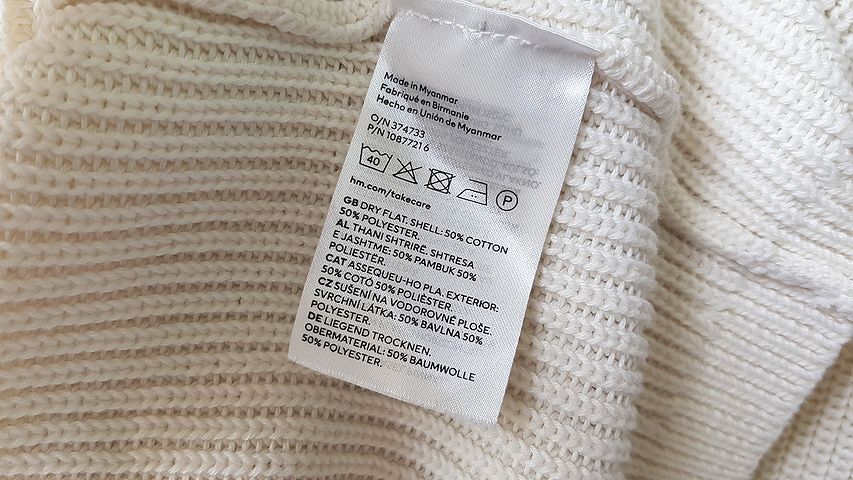 Made in Myanmar
Fabriqué en Birmanie
Hecho en Unión de Myanmar
O/N 374733
P/N 1087721 6
40 P
hm.com/takecare
GB DRY FLAT. SHELL: 50% COTTON
50% POLYESTER.
AL THANI SHTRIRË. SHTRESA
E JASHTME: 50% PAMBUK 50%
POLIESTËR.
CAT ASSEQUEU-HO PLA. EXTERIOR:
50% COTÓ 50% POLIÈSTER.
CZ SUŠENÍ NA VODOROVNÉ PLOŠE.
SVRCHNÍ LÁTKA: 50% BAVLNA 50%
POLYESTER.
DE LIEGEND TROCKNEN.
OBERMATERIAL: 50% BAUMWOLLE
50% POLYESTER.